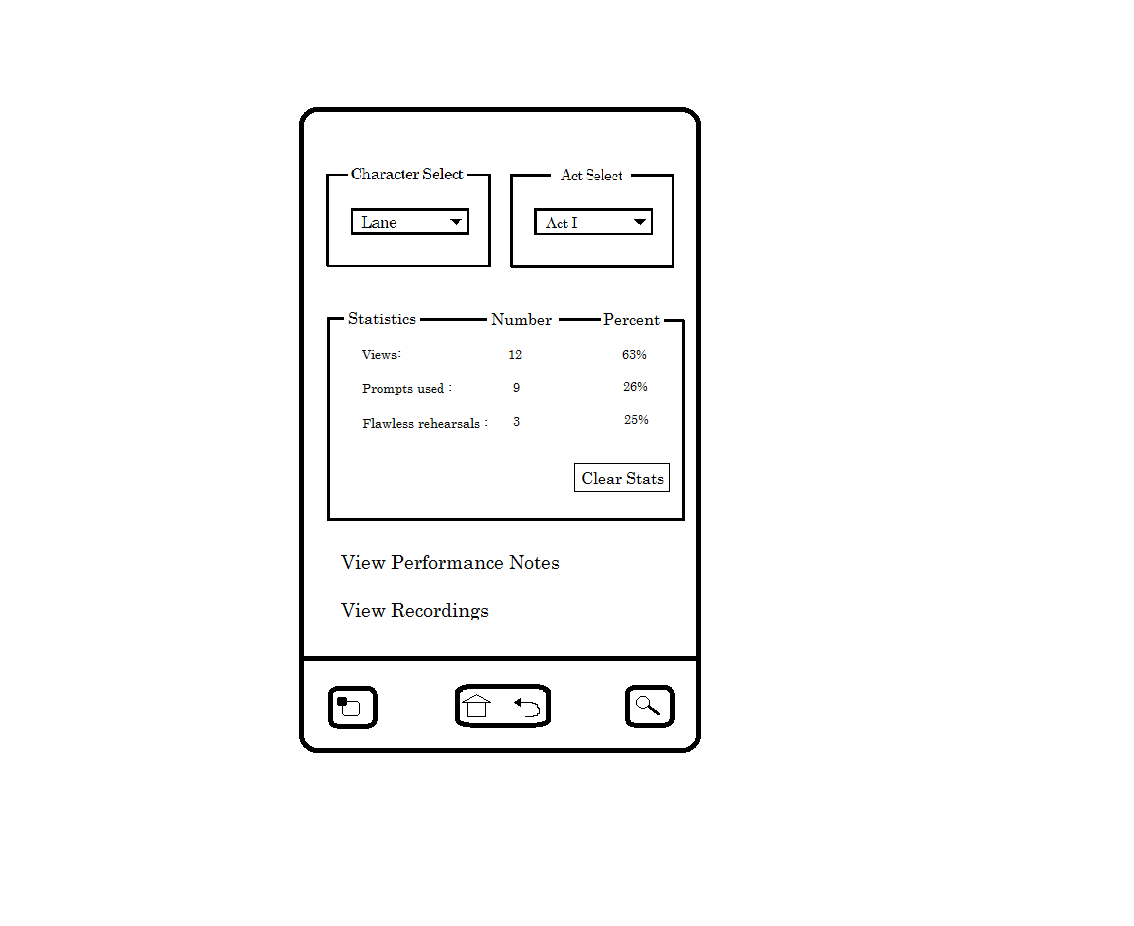 Character Select
Act Select
Lane
Act I
Statistics Number Percent
Views: 12 63%
Prompts used : 9 26%
Flawless rehearsals : 3 25%
Clear Stats
View Performance Notes
View Recordings